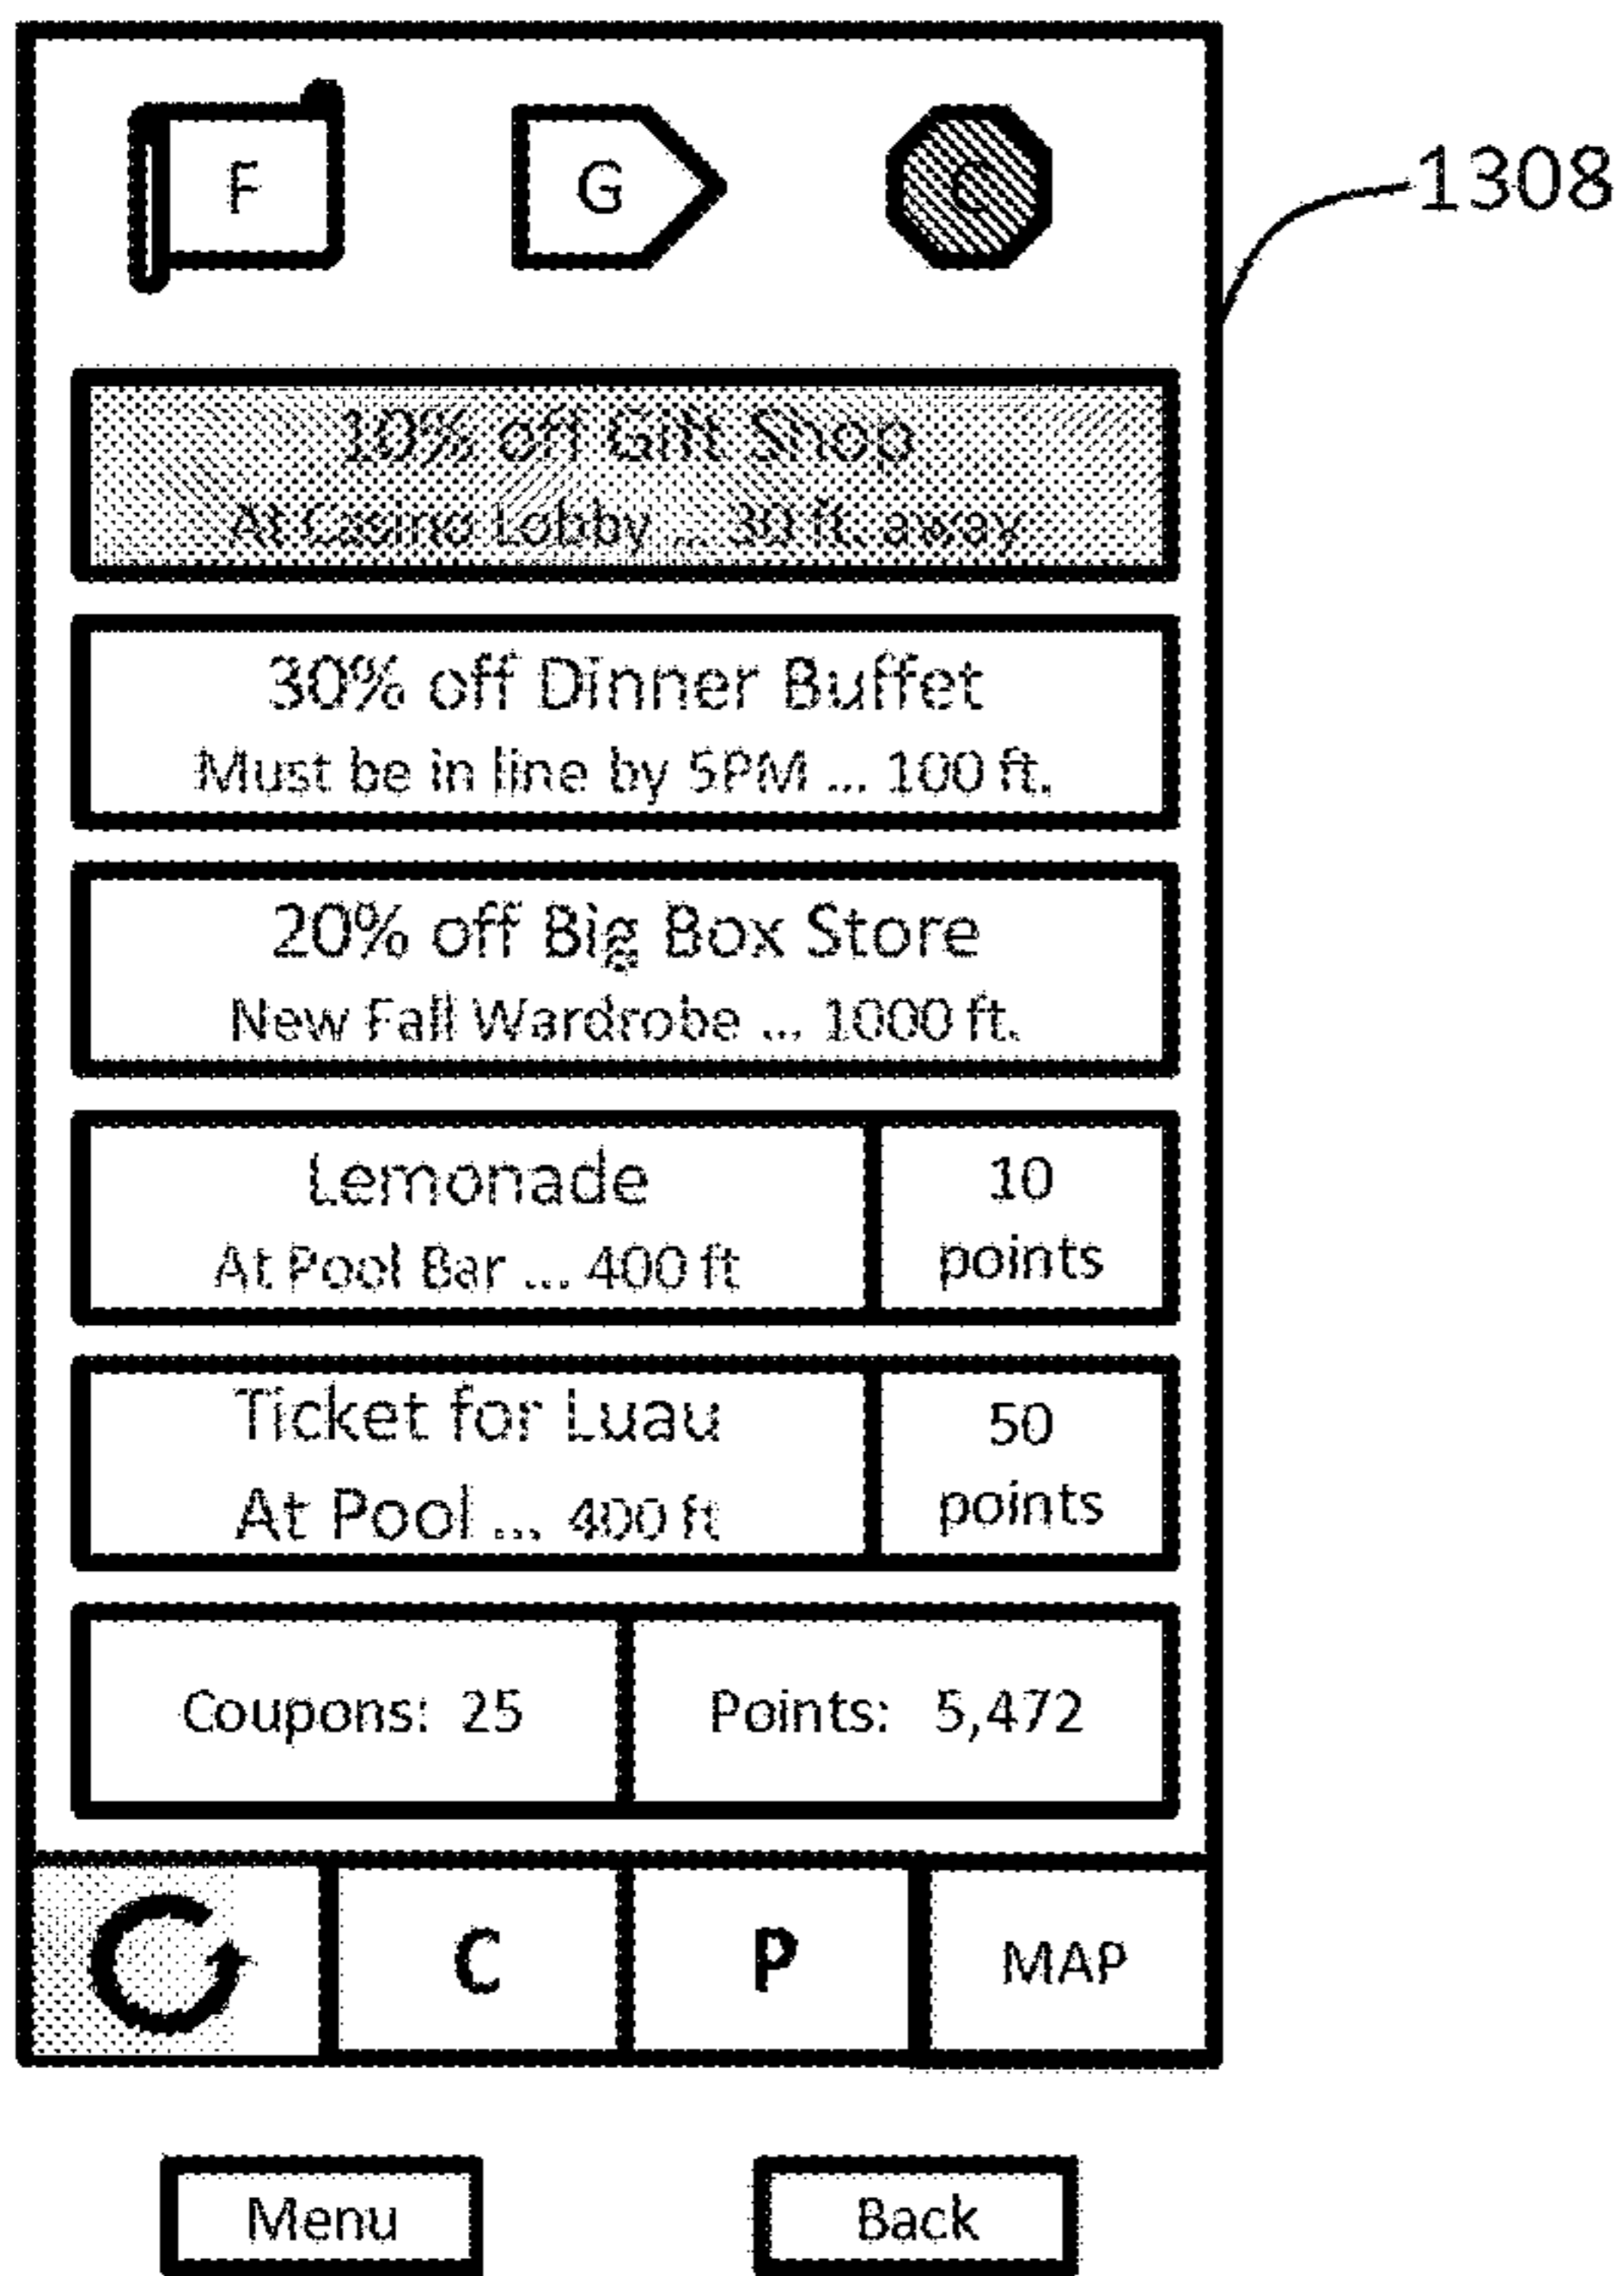 F G C
1308
10% off Gift Shop
At Casino Lobby ... 30 ft. away
30% off Dinner Buffet
Must be in line by 5PM ... 100 ft.
20% off Big Box Store
New Fall Wardrobe ... 1000 ft.
Lemonade
At Pool Bar ... 400 ft
10
points
Ticket for Luau
At Pool ... 400 ft
50
points
Coupons: 25
Points: 5,472
C P MAP
Menu Back